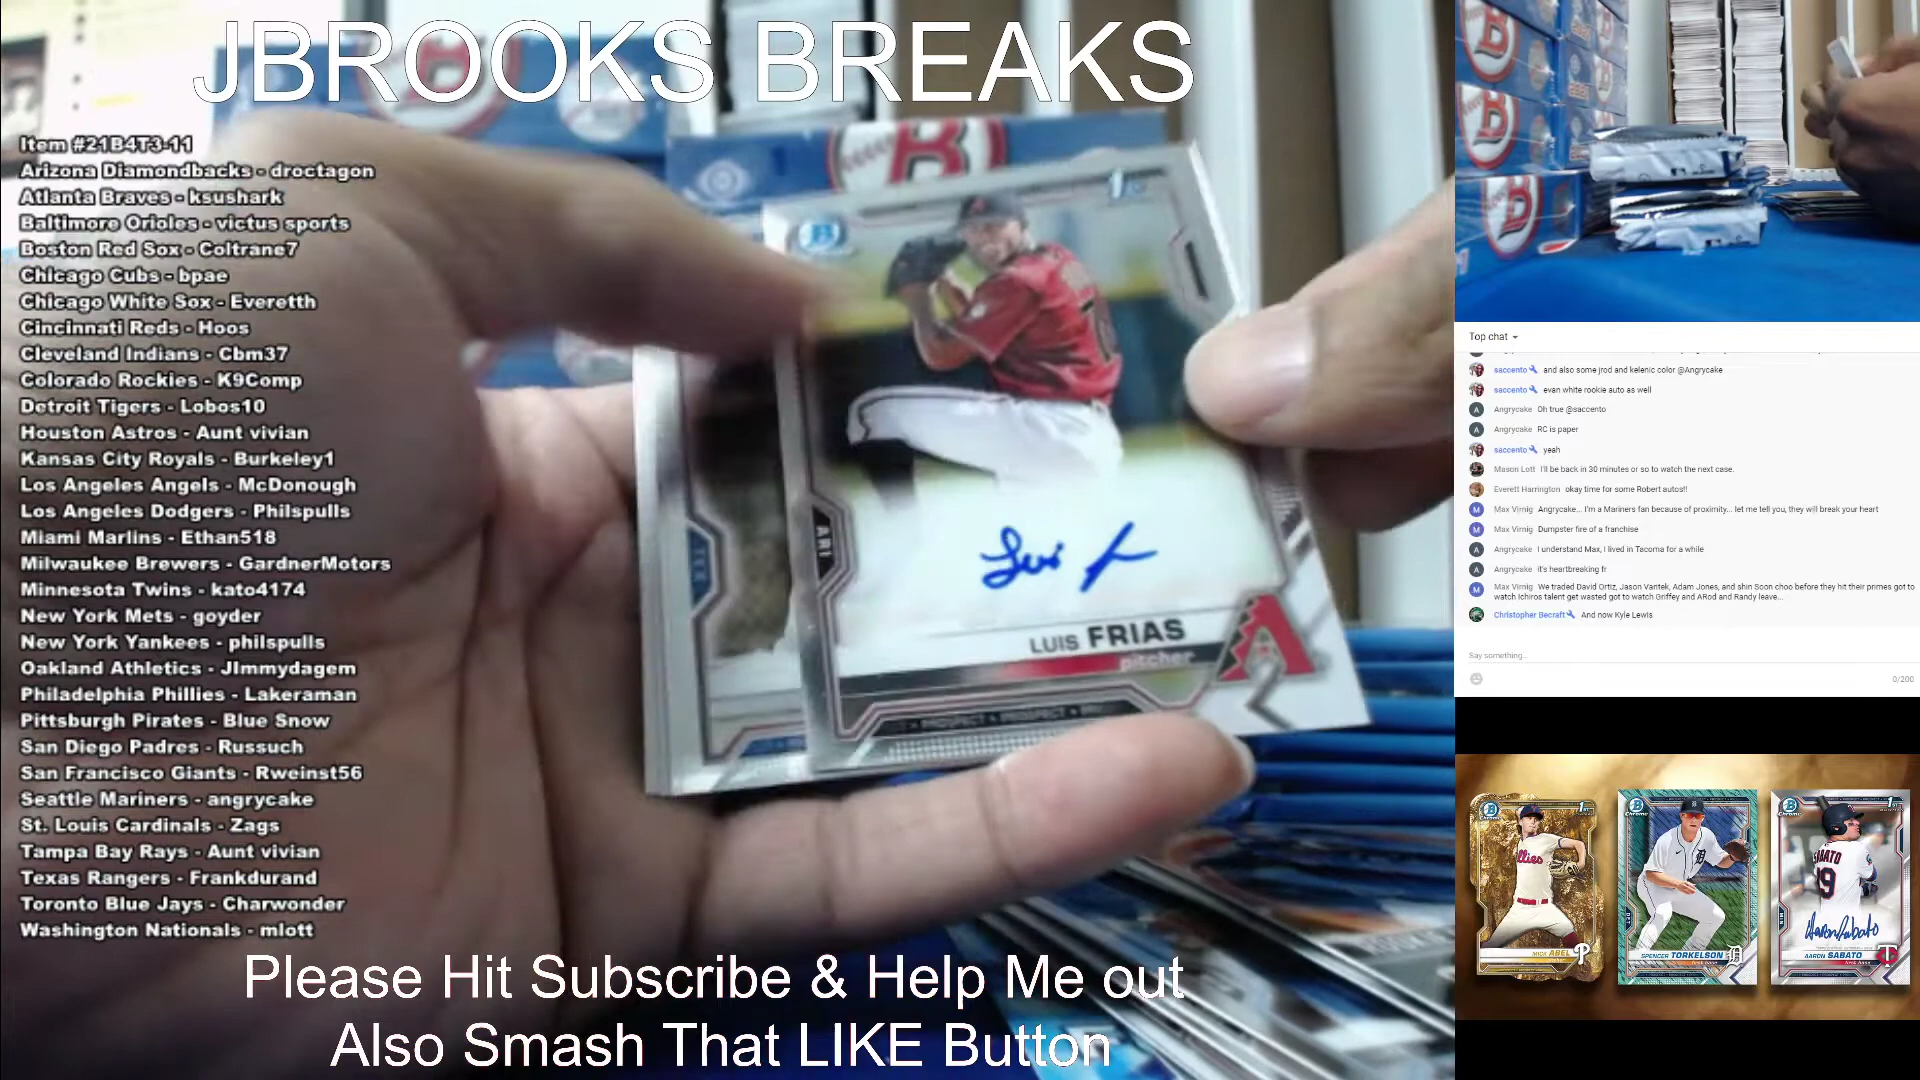 JBROOKS BREAKS
Item #21B4T3-11
Arizona Diamondbacks - droctagon
Atlanta Braves - ksushark
Baltimore Orioles - victus sports
Boston Red Sox - Coltrane7
Chicago Cubs - bpae
Chicago White Sox - Everetth
Cincinnati Reds - Hoos
Cleveland Indians - Cbm37
Colorado Rockies - K9Comp
Detroit Tigers - Lobos10
Houston Astros - Aunt vivian
Kansas City Royals - Burkeley1
Los Angeles Angels - McDonough
Los Angeles Dodgers - Philspulls
Miami Marlins - Ethan518
Milwaukee Brewers - GardnerMotors
Minnesota Twins - kato4174
New York Mets - goyder
New York Yankees - philspulls
Oakland Athletics - JImmydagem
Philadelphia Phillies - Lakeraman
Pittsburgh Pirates - Blue Snow
San Diego Padres - Russuch
San Francisco Giants - Rweinst56
Seattle Mariners - angrycake
St. Louis Cardinals - Zags
Tampa Bay Rays - Aunt vivian
Texas Rangers - Frankdurand
Toronto Blue Jays - Charwonder
Washington Nationals - mlott
1st
B
TEX
ARI
LUIS FRIAS
pitcher
Please Hit Subscribe & Help Me out
Also Smash That LIKE Button
Top chat
saccento and also some jrod and kelenic color @Angrycake
saccento evan white rookie auto as well
Angrycake Oh true @saccento
Angrycake RC is paper
saccento yeah
Mason Lott I'll be back in 30 minutes or so to watch the next case.
Everett Harrington okay time for some Robert autos!!
Max Virnig Angrycake... I'm a Mariners fan because of proximity... let me tell you, they will break your heart
Max Virnig Dumpster fire of a franchise
Angrycake I understand Max, I lived in Tacoma for a while
Angrycake it's heartbreaking fr
Max Virnig We traded David Ortiz, Jason Varitek, Adam Jones, and shin Soon choo before they hit their primes got to
watch Ichiros talent get wasted got to watch Griffey and ARod and Randy leave...
Christopher Becraft And now Kyle Lewis
Say something...
0/200
MICK ABEL
SPENCER TORKELSON
AARON SABATO